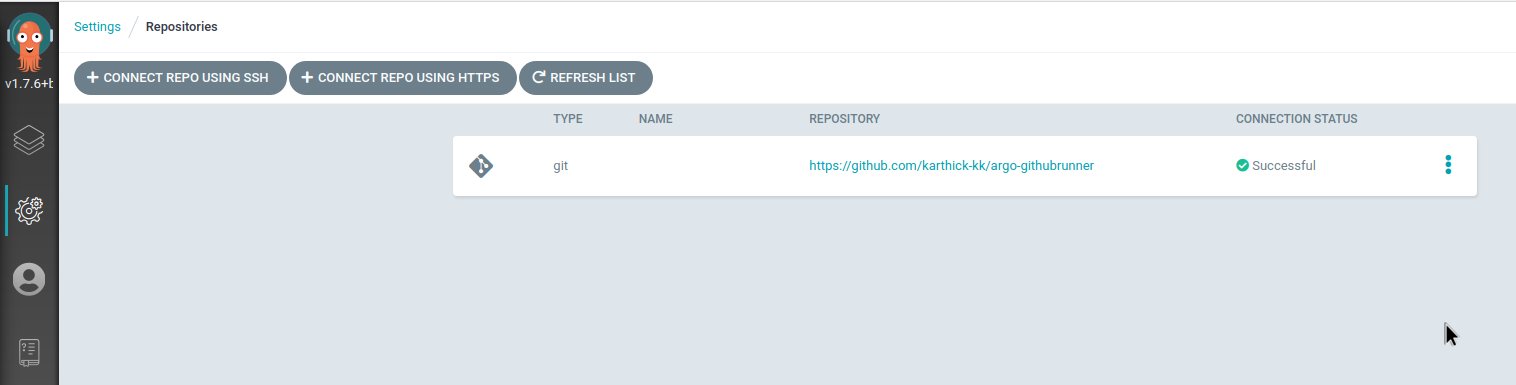 Settings / Repositories
v1.7.6+b
CONNECT REPO USING SSH CONNECT REPO USING HTTPS REFRESH LIST
TYPE NAME REPOSITORY CONNECTION STATUS
git https://github.com/karthick-kk/argo-githubrunner Successful